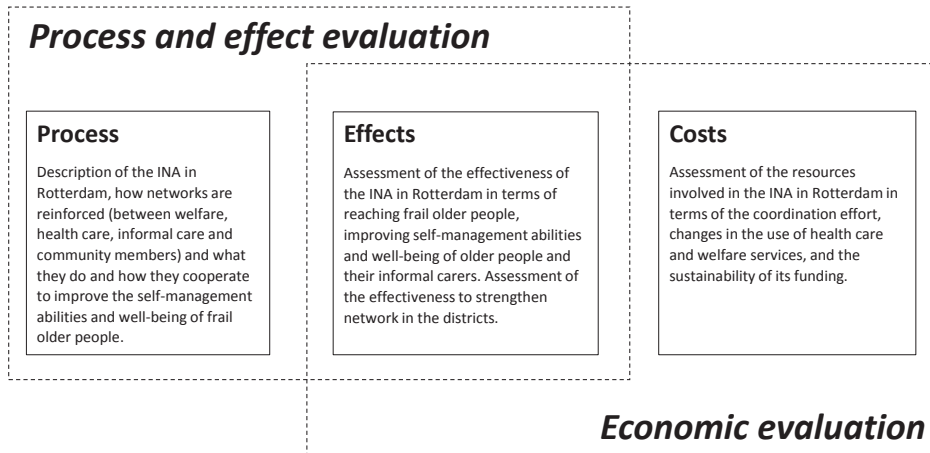 Process and effect evaluation
Process
Description of the INA in
Rotterdam, how networks are
reinforced (between welfare,
health care, informal care and
community members) and what
they do and how they cooperate
to improve the self-management
abilities and well-being of frail
older people.
Effects
Assessment of the effectiveness of
the INA in Rotterdam in terms of
reaching frail older people,
improving self-management abilities
and well-being of older people and
their informal carers. Assessment of
the effectiveness to strengthen
network in the districts.
Costs
Assessment of the resources
involved in the INA in Rotterdam in
terms of the coordination effort,
changes in the use of health care
and welfare services, and the
sustainability of its funding.
Economic evaluation